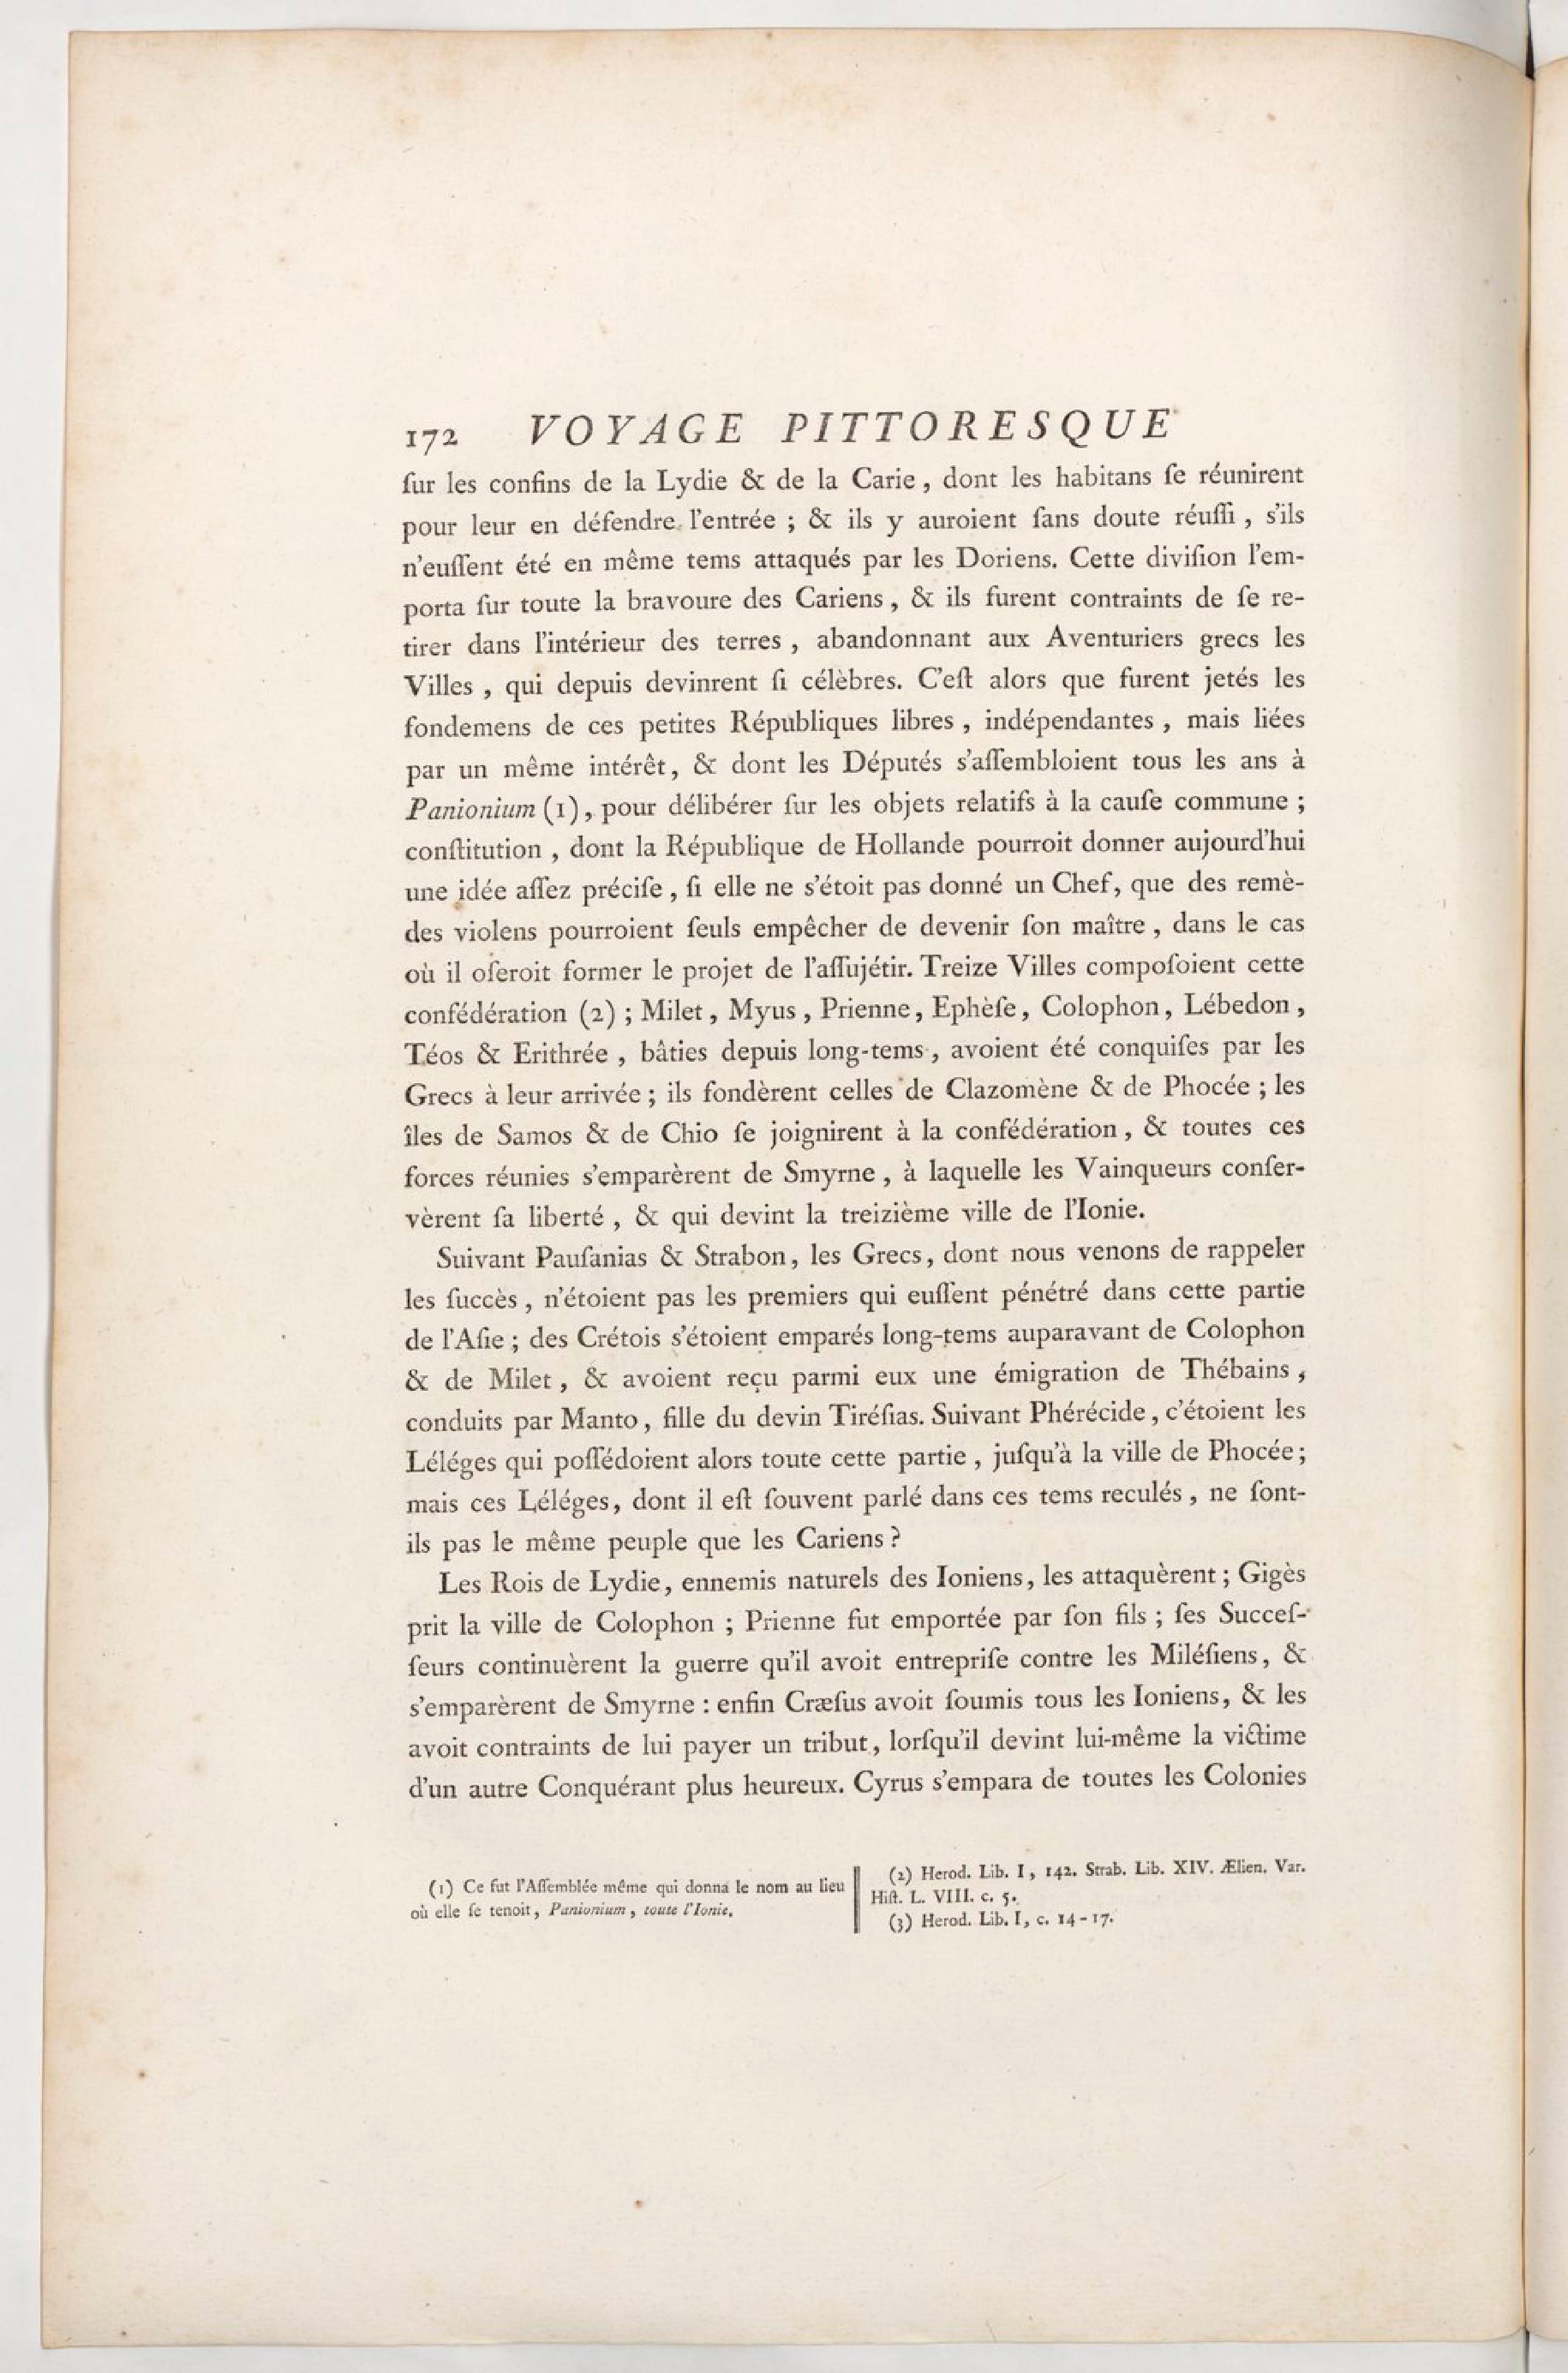 172 VOYAGE PITTORESQUE
ſur les confins de la Lydie & de la Carie, dont les habitans ſe réunirent
pour leur en défendre l'entrée ; & ils y auroient ſans doute réuſſi, s'ils
n'euſſent été en même tems attaqués par les Doriens. Cette diviſion l'em-
porta ſur toute la bravoure des Cariens, & ils furent contraints de ſe re-
tirer dans l'intérieur des terres, abandonnant aux Aventuriers grecs les
Villes, qui depuis devinrent ſi célèbres. C'eſt alors que furent jetés les
fondemens de ces petites Républiques libres, indépendantes, mais liées
par un même intérêt, & dont les Députés s'aſſembloient tous les ans à
Panionium (1), pour délibérer ſur les objets relatifs à la cauſe commune ;
conſtitution, dont la République de Hollande pourroit donner aujourd'hui
une idée aſſez préciſe, ſi elle ne s'étoit pas donné un Chef, que des remè-
des violens pourroient ſeuls empêcher de devenir ſon maître, dans le cas
où il oſeroit former le projet de l'aſſujétir. Treize Villes compoſoient cette
confédération (2) ; Milet, Myus, Prienne, Ephèſe, Colophon, Lébedon,
Téos & Erithrée, bâties depuis long-tems, avoient été conquiſes par les
Grecs à leur arrivée ; ils fondèrent celles de Clazomène & de Phocée ; les
îles de Samos & de Chio ſe joignirent à la confédération, & toutes ces
forces réunies s'emparèrent de Smyrne, à laquelle les Vainqueurs conſer-
vèrent ſa liberté, & qui devint la treizième ville de l'Ionie.
Suivant Pauſanias & Strabon, les Grecs, dont nous venons de rappeler
les ſuccès, n'étoient pas les premiers qui euſſent pénétré dans cette partie
de l'Aſie ; des Crétois s'étoient emparés long-tems auparavant de Colophon
& de Milet, & avoient reçu parmi eux une émigration de Thébains,
conduits par Manto, fille du devin Tiréſias. Suivant Phérécide, c'étoient les
Léléges qui poſſédoient alors toute cette partie, juſqu'à la ville de Phocée ;
mais ces Léléges, dont il eſt ſouvent parlé dans ces tems reculés, ne ſont-
ils pas le même peuple que les Cariens ?
Les Rois de Lydie, ennemis naturels des Ioniens, les attaquèrent ; Gigès
prit la ville de Colophon ; Prienne fut emportée par ſon fils ; ſes Succeſ-
ſeurs continuèrent la guerre qu'il avoit entrepriſe contre les Miléſiens, &
s'emparèrent de Smyrne : enfin Cræſus avoit ſoumis tous les Ioniens, & les
avoit contraints de lui payer un tribut, lorſqu'il devint lui-même la victime
d'un autre Conquérant plus heureux. Cyrus s'empara de toutes les Colonies
(1) Ce fut l'Aſſemblée même qui donna le nom au lieu
où elle ſe tenoit, Panionium, toute l'Ionie.
(2) Herod. Lib. I, 142. Strab. Lib. XIV. Ælien. Var.
Hiſt. L. VIII. c. 5.
(3) Herod. Lib. I, c. 14-17.